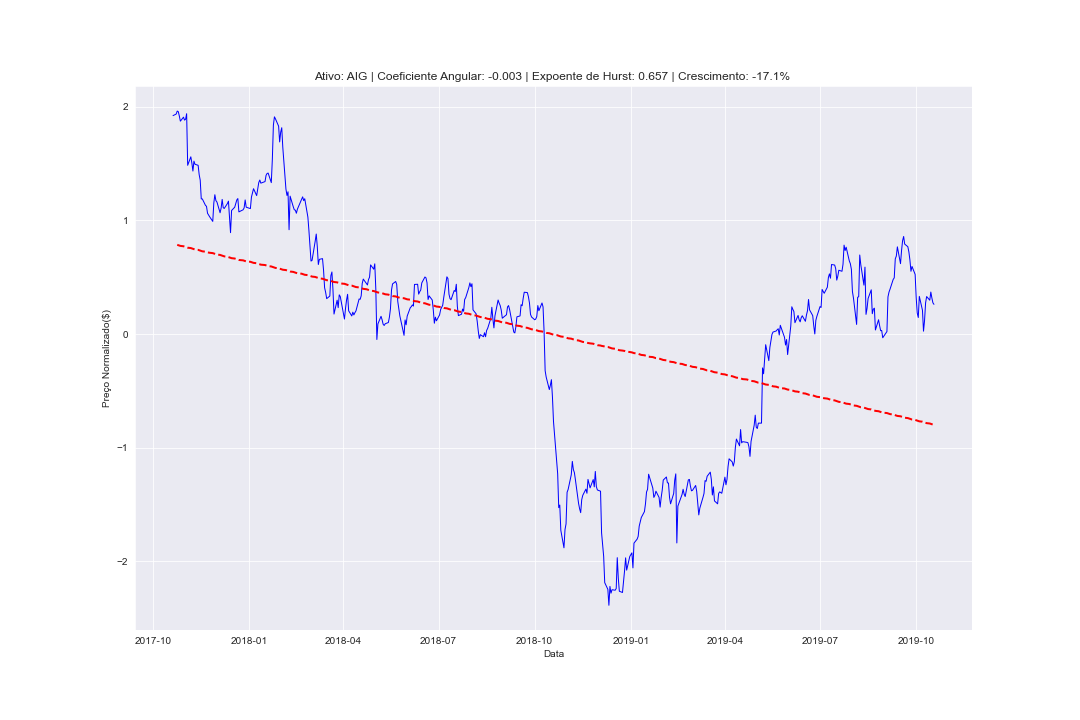 Ativo: AIG | Coeficiente Angular: -0.003 | Expoente de Hurst: 0.657 | Crescimento: -17.1%
Preço Normalizado($)
2
1
0
−1
−2
2017-10 2018-01 2018-04 2018-07 2018-10 2019-01 2019-04 2019-07 2019-10
Data